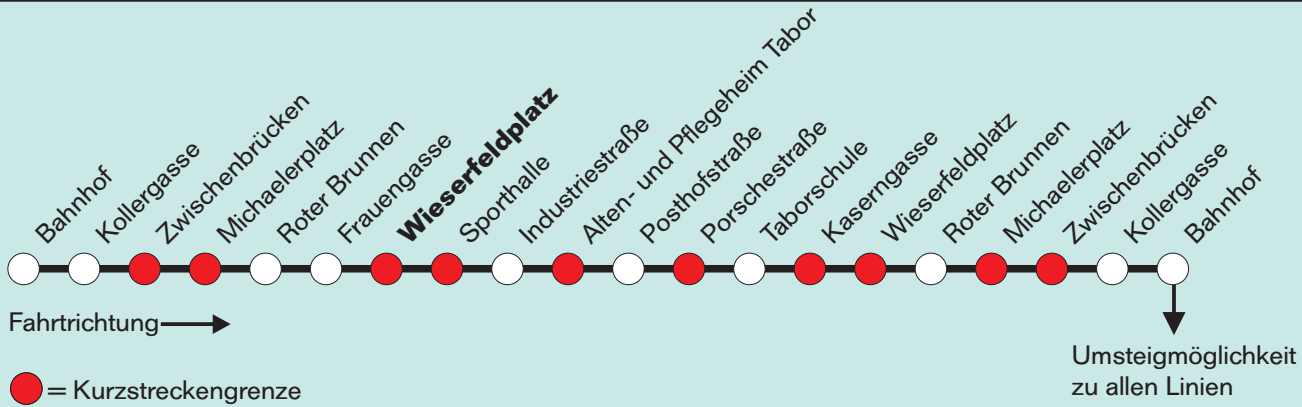 Bahnhof
Kollergasse
Zwischenbrücken
Michaelerplatz
Roter Brunnen
Frauengasse
Wieserfeldplatz
Sporthalle
Industriestraße
Alten- und Pflegeheim Tabor
Posthofstraße
Porschestraße
Taborschule
Kaserngasse
Wieserfeldplatz
Roter Brunnen
Michaelerplatz
Zwischenbrücken
Kollergasse
Bahnhof
Fahrtrichtung
= Kurzstreckengrenze
Umsteigmöglichkeit
zu allen Linien